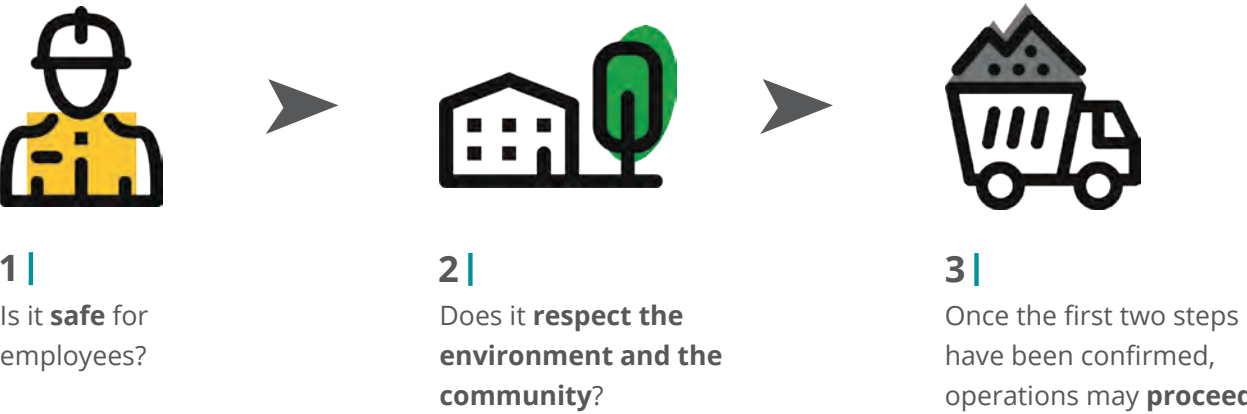 1
Is it safe for
employees?
2
Does it respect the
environment and the
community?
3
Once the first two steps
have been confirmed,
operations may proceed